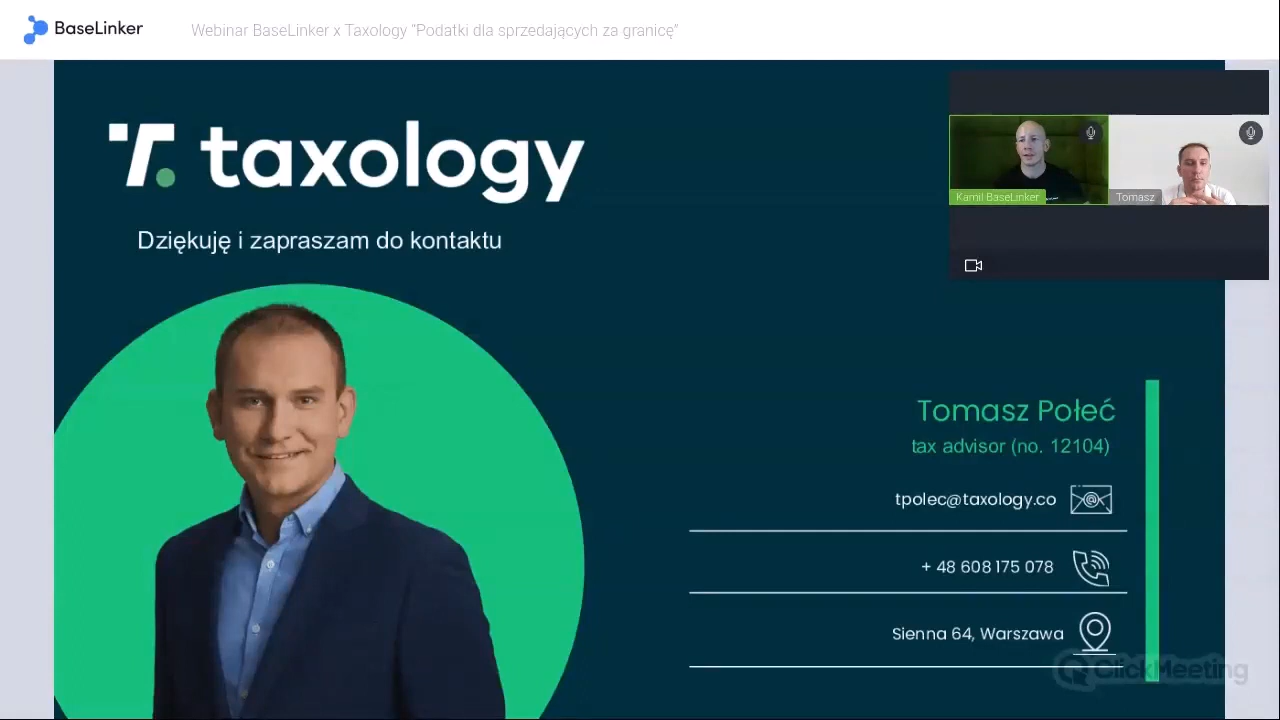 BaseLinker
Webinar BaseLinker x Taxology "Podatki dla sprzedających za granicę"
taxology
Kamil BaseLinker
Tomasz
Dziękuję i zapraszam do kontaktu
Tomasz Połeć
tax advisor (no. 12104)
tpolec@taxology.co
+ 48 608 175 078
Sienna 64, Warszawa
ClickMeeting